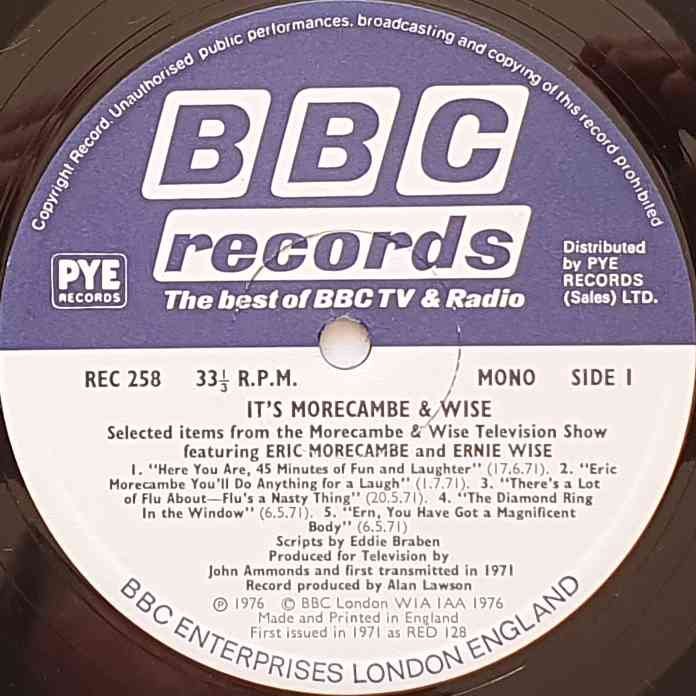 Copyright Record. Unauthorised public performances, broadcasting and copying of this record prohibited
BBC
records
The best of BBC TV & Radio
PYE
RECORDS
Distributed
by PYE
RECORDS
(Sales) LTD.
REC 258 33⅓ R.P.M. MONO SIDE 1
IT'S MORECAMBE & WISE
Selected items from the Morecambe & Wise Television Show
featuring ERIC MORECAMBE and ERNIE WISE
1. "Here You Are, 45 Minutes of Fun and Laughter" (17.6.71). 2. "Eric
Morecambe You'll Do Anything for a Laugh" (1.7.71). 3. "There's a Lot
of Flu About—Flu's a Nasty Thing" (20.5.71). 4. "The Diamond Ring
In the Window" (6.5.71). 5. "Ern, You Have Got a Magnificent
Body" (6.5.71)
Scripts by Eddie Braben
Produced for Television by
John Ammonds and first transmitted in 1971
Record produced by Alan Lawson
℗ 1976 © BBC London W1A 1AA 1976
Made and Printed in England
First issued in 1971 as RED 128
BBC ENTERPRISES LONDON ENGLAND